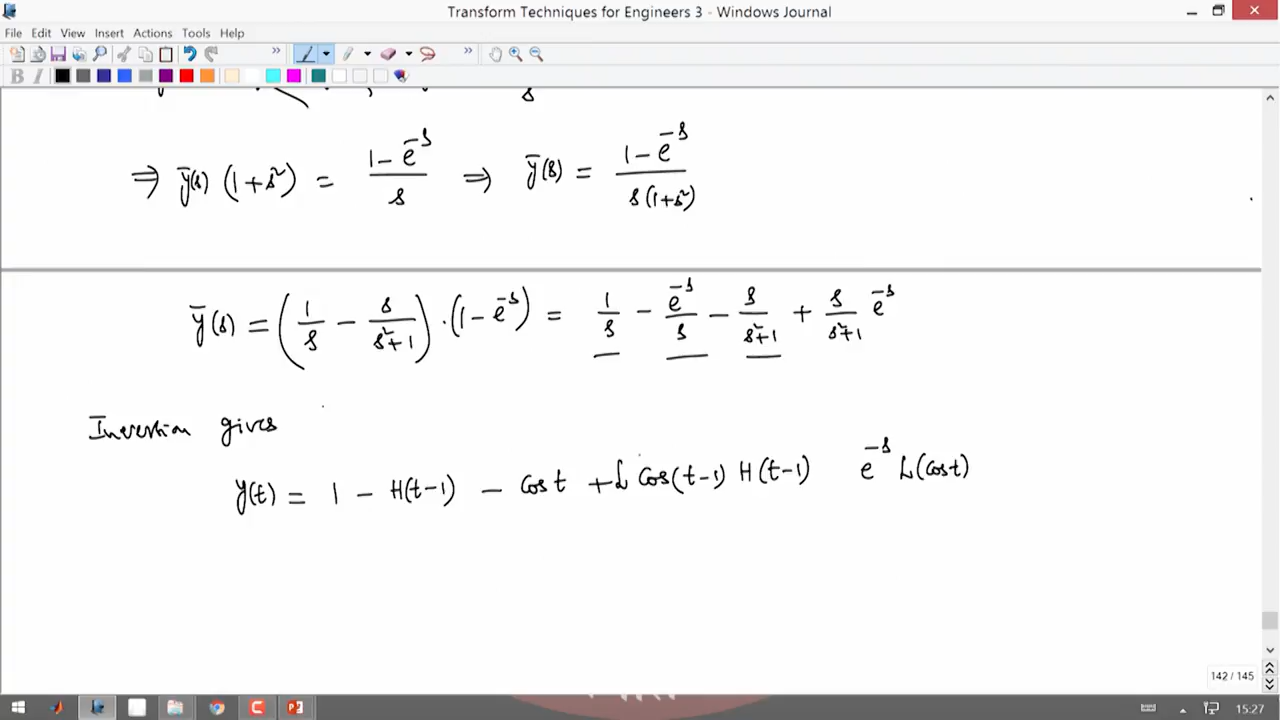 Transform Techniques for Engineers 3 - Windows Journal
File Edit View Insert Actions Tools Help
B I
s
⇒ ȳ(s) (1+s²) = (1-e^{-s})/s ⇒ ȳ(s) = (1-e^{-s})/(s(1+s²))
ȳ(s) = (1/s - s/(s²+1)) · (1-e^{-s}) = 1/s - e^{-s}/s - s/(s²+1) + s/(s²+1) e^{-s}
Inversion gives
y(t) = 1 - H(t-1) - cos t + L cos(t-1) H(t-1) e^{-s} L(cos t)
142 / 145
15:27